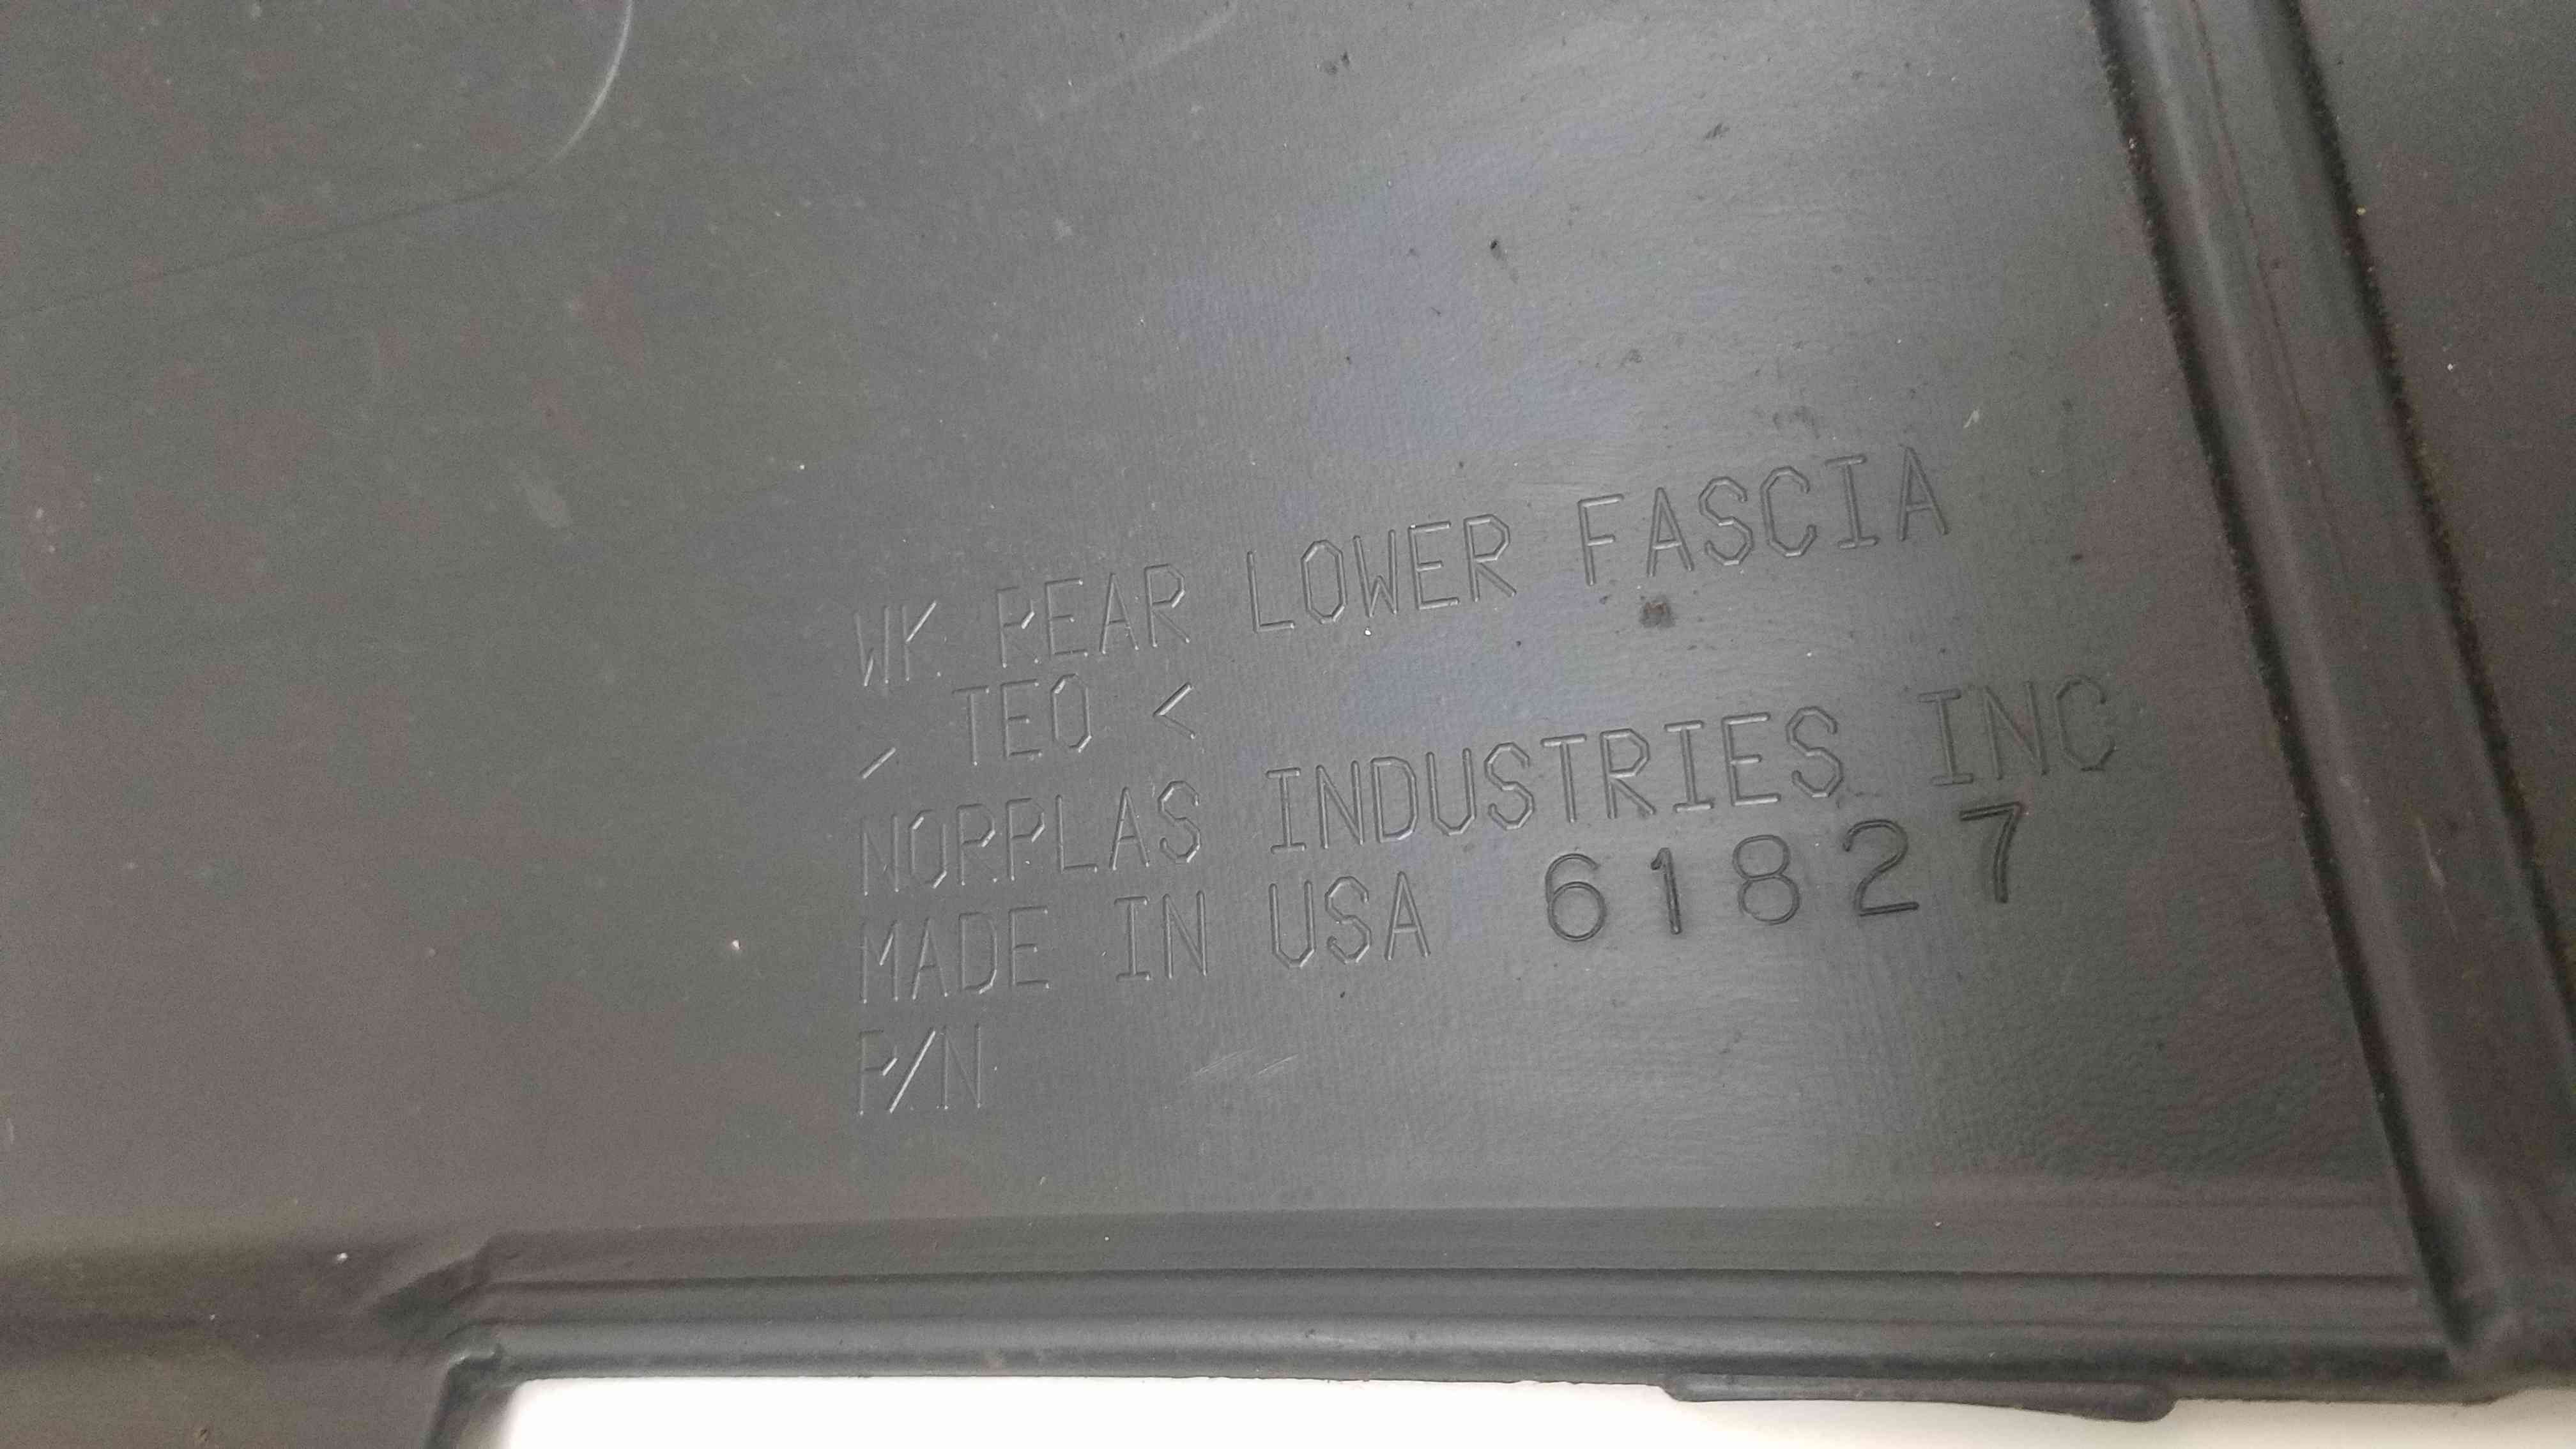 WK REAR LOWER FASCIA
> TEO <
NORPLAS INDUSTRIES INC
MADE IN USA 61827
P/N